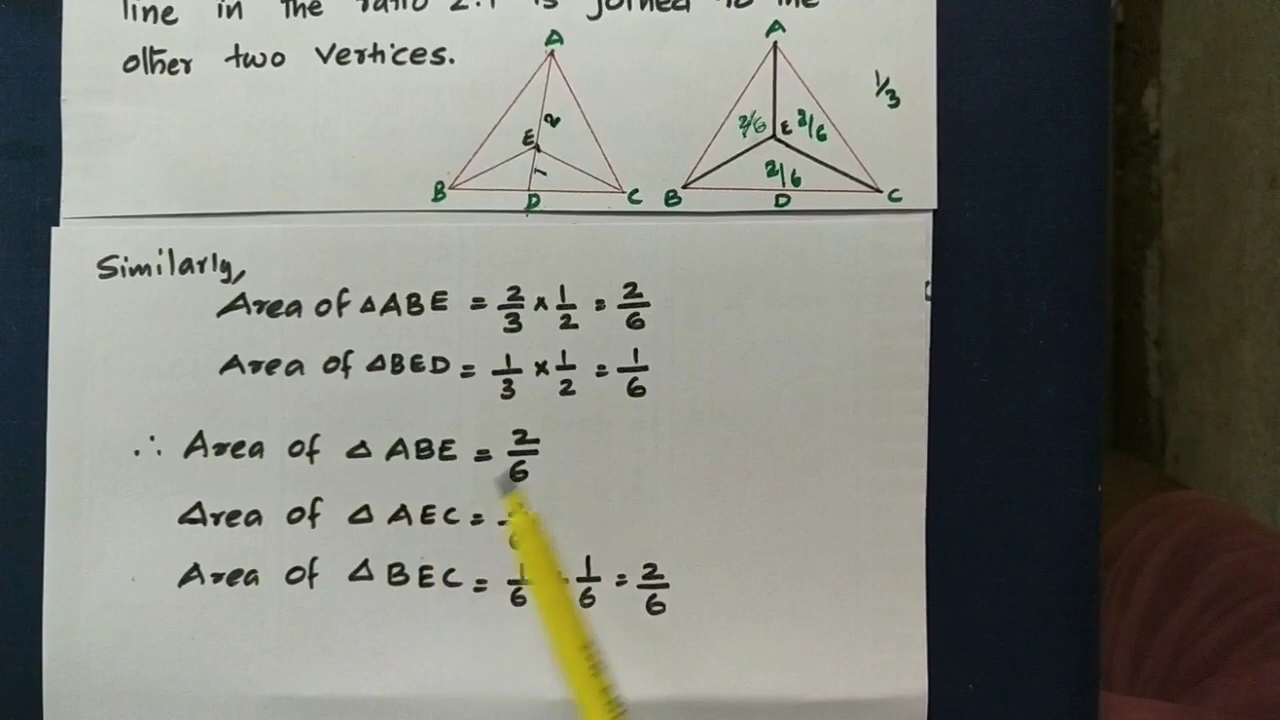 line in the ratio 2:1 is joined to the
other two vertices.
A
E
2
1
B
D
C
A
2/6
E
2/6
2/6
B
D
C
1/3
Similarly,
Area of △ABE = 2/3 × 1/2 = 2/6
Area of △BED = 1/3 × 1/2 = 1/6
∴ Area of △ ABE = 2/6
Area of △ AEC =
Area of △ BEC = 1/6 1/6 = 2/6